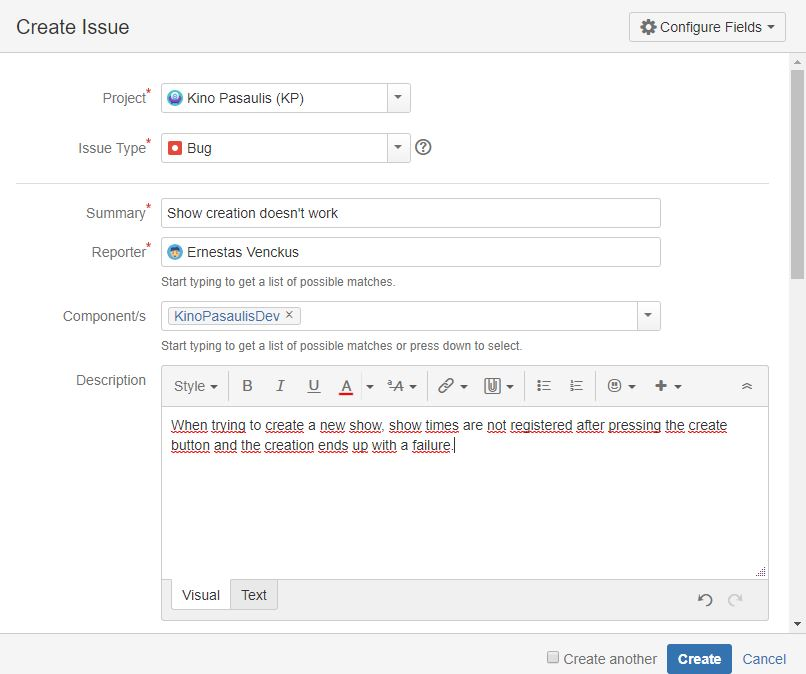 Create Issue
Configure Fields
Project*
Kino Pasaulis (KP)
Issue Type*
Bug
?
Summary*
Show creation doesn't work
Reporter*
Ernestas Venckus
Start typing to get a list of possible matches.
Component/s
KinoPasaulisDev ×
Start typing to get a list of possible matches or press down to select.
Description
Style B I U A ªA
When trying to create a new show, show times are not registered after pressing the create
button and the creation ends up with a failure.
Visual Text
Create another Create Cancel